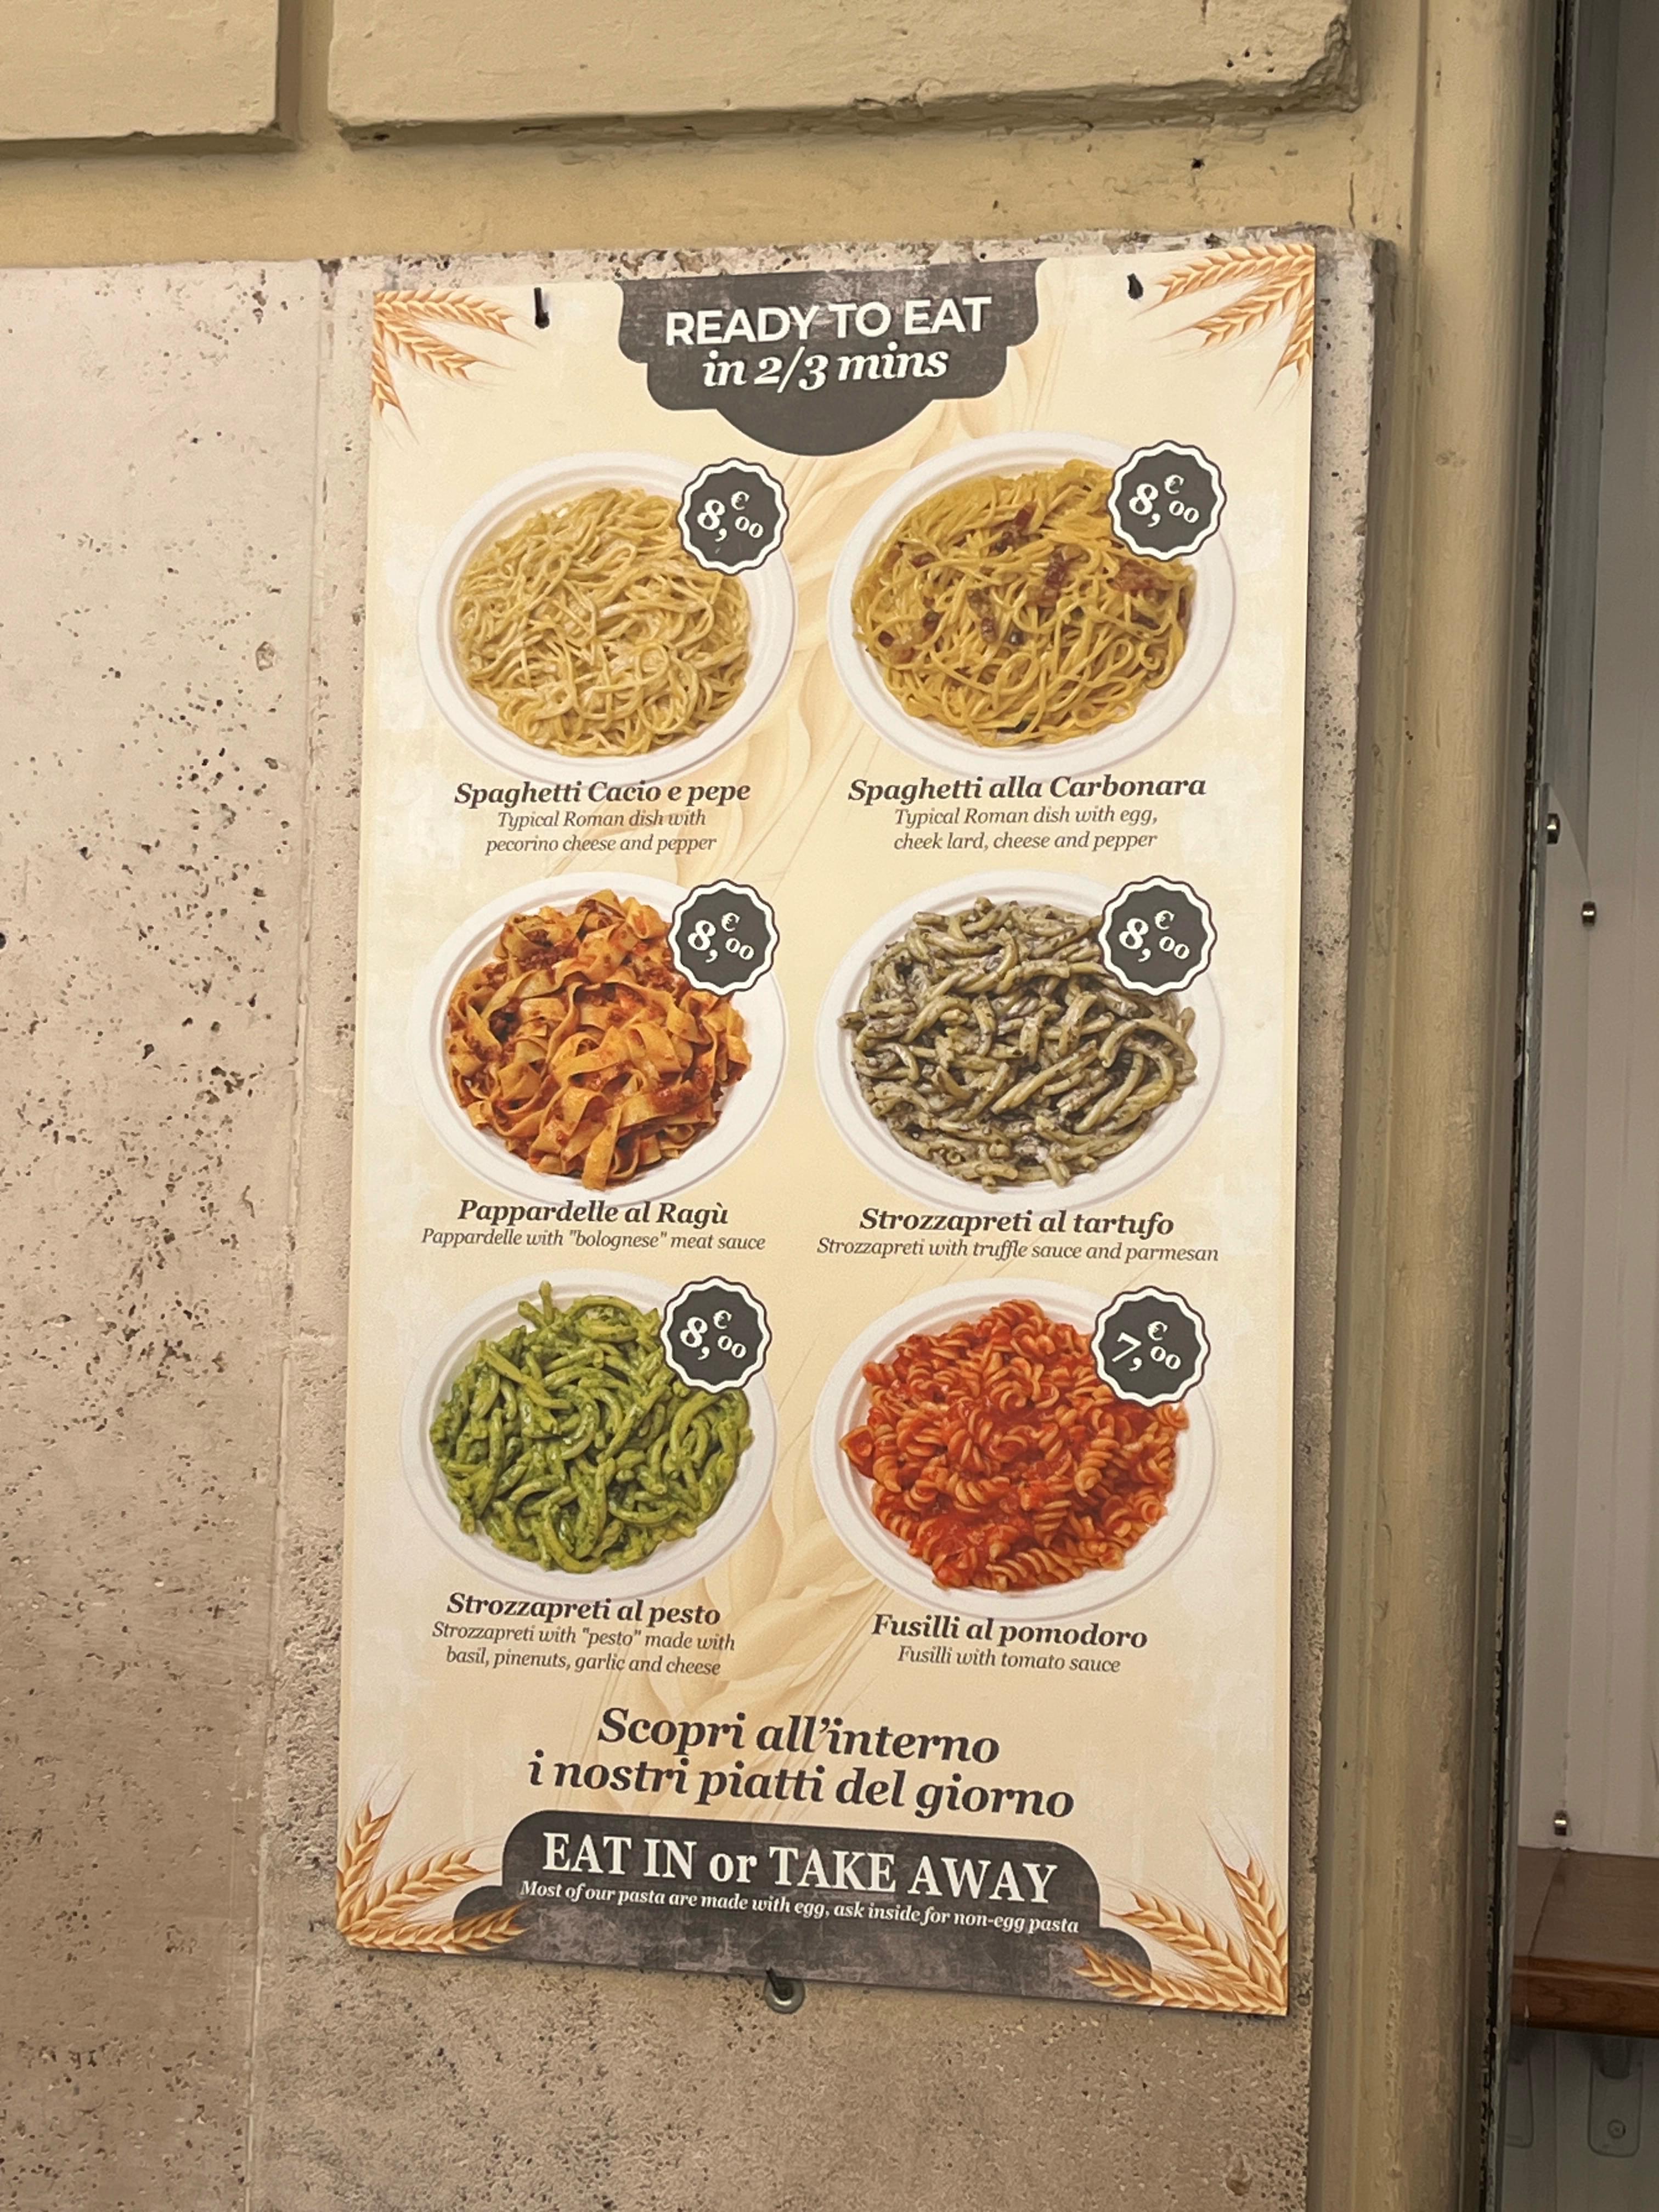 READY TO EAT
in 2/3 mins
8,€00
8,€00
Spaghetti Cacio e pepe
Typical Roman dish with
pecorino cheese and pepper
Spaghetti alla Carbonara
Typical Roman dish with egg,
cheek lard, cheese and pepper
8,€00
8,€00
Pappardelle al Ragù
Pappardelle with "bolognese" meat sauce
Strozzapreti al tartufo
Strozzapreti with truffle sauce and parmesan
8,€00
7,€00
Strozzapreti al pesto
Strozzapreti with "pesto" made with
basil, pinenuts, garlic and cheese
Fusilli al pomodoro
Fusilli with tomato sauce
Scopri all'interno
i nostri piatti del giorno
EAT IN or TAKE AWAY
Most of our pasta are made with egg, ask inside for non-egg pasta